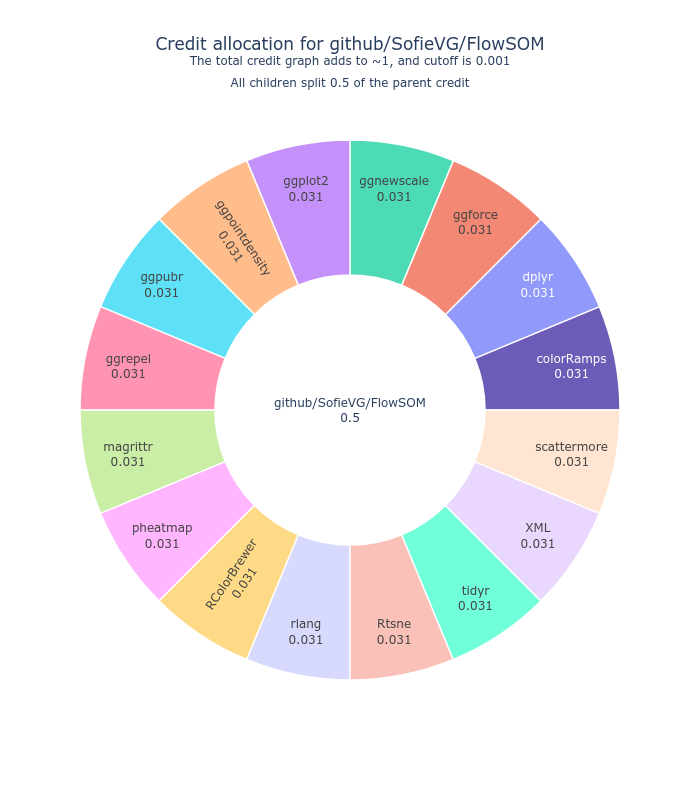 Credit allocation for github/SofieVG/FlowSOM
The total credit graph adds to ~1, and cutoff is 0.001
All children split 0.5 of the parent credit
ggplot2
0.031
ggnewscale
0.031
ggpointdensity
0.031
ggforce
0.031
ggpubr
0.031
dplyr
0.031
ggrepel
0.031
colorRamps
0.031
github/SofieVG/FlowSOM
0.5
magrittr
0.031
scattermore
0.031
pheatmap
0.031
XML
0.031
RColorBrewer
0.031
tidyr
0.031
rlang
0.031
Rtsne
0.031